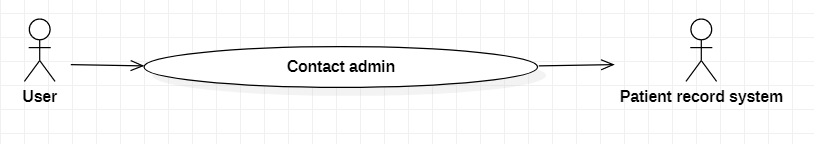 Contact admin
User
Patient record system